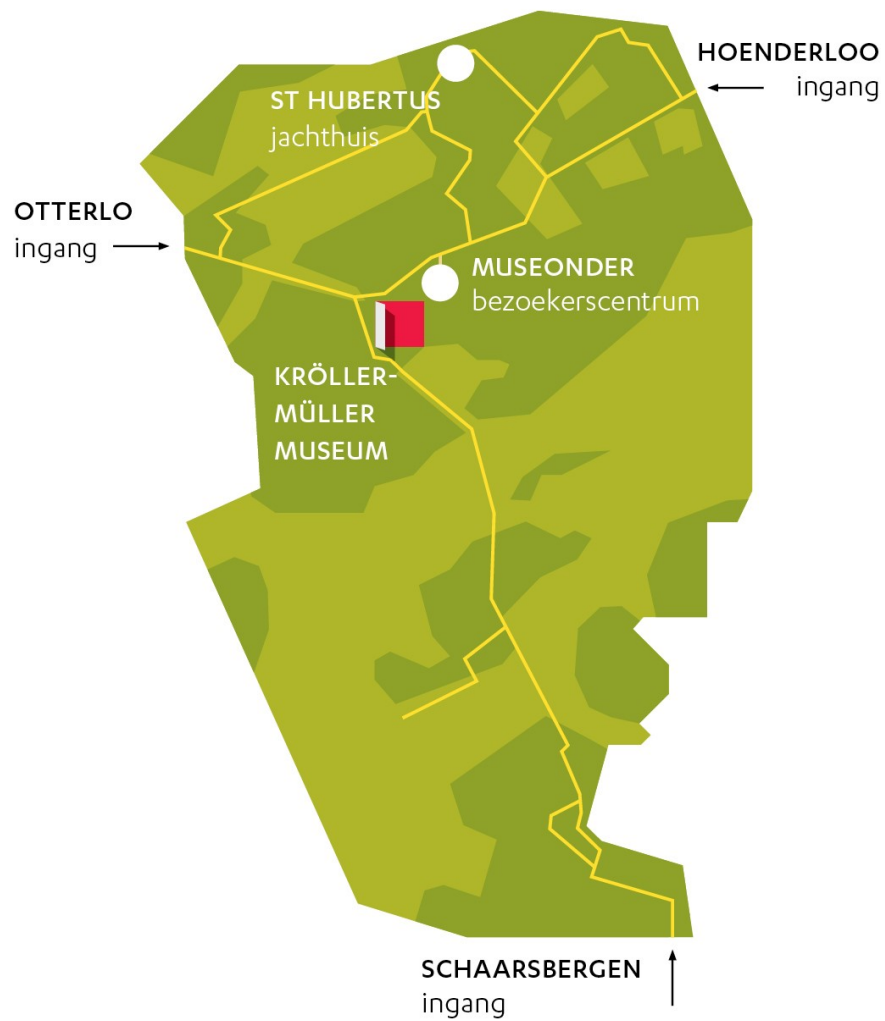 HOENDERLOO
ingang
ST HUBERTUS
jachthuis
OTTERLO
ingang
MUSEONDER
bezoekerscentrum
KRÖLLER-
MÜLLER
MUSEUM
SCHAARSBERGEN
ingang